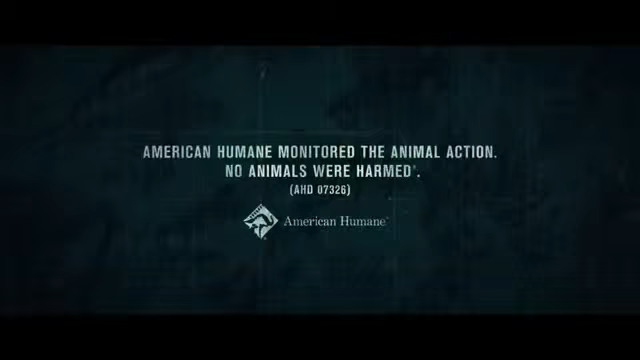 AMERICAN HUMANE MONITORED THE ANIMAL ACTION.
NO ANIMALS WERE HARMED®.
(AHD 07326)
American Humane